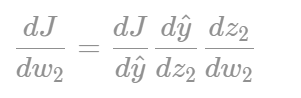 dJ/dw₂ = dJ/dŷ dŷ/dz₂ dz₂/dw₂